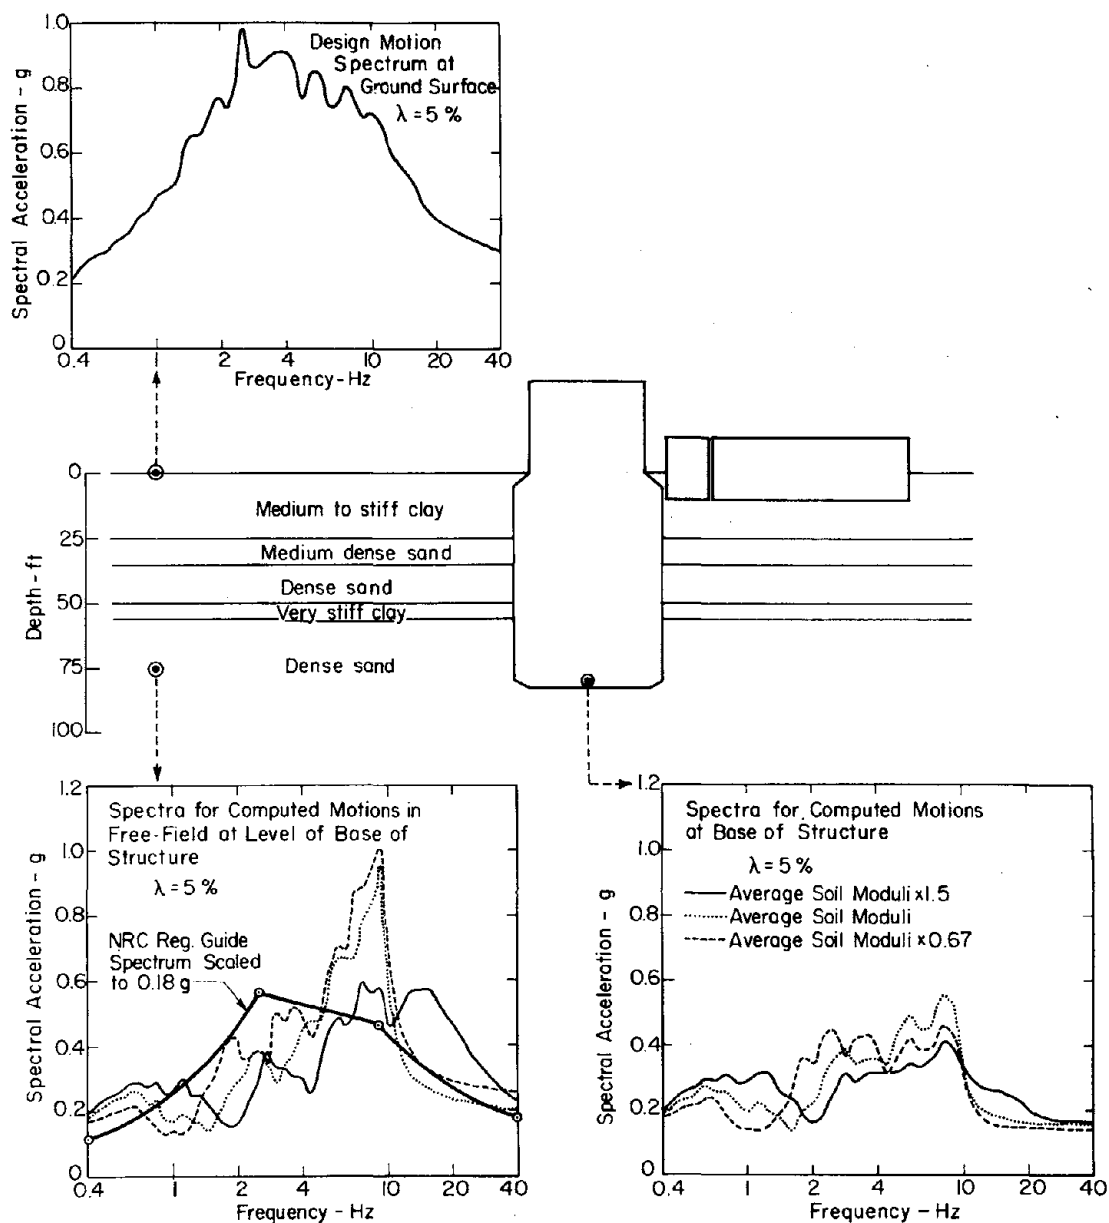 1.0
0.8
0.6
0.4
0.2
0
Spectral Acceleration - g
Design Motion
Spectrum at
Ground Surface
λ = 5 %
0.4
1
2
4
10
20
40
Frequency-Hz
0
25
50
75
100
Depth-ft
Medium to stiff clay
Medium dense sand
Dense sand
Very stiff clay
Dense sand
1.2
1.0
0.8
0.6
0.4
0.2
0
Spectral Acceleration - g
Spectra for Computed Motions in
Free-Field at Level of Base of
Structure
λ = 5 %
NRC Reg. Guide
Spectrum Scaled
to 0.18 g
0.4
1
2
4
10
20
40
Frequency - Hz
1.2
1.0
0.8
0.6
0.4
0.2
0
Spectral Acceleration - g
Spectra for Computed Motions
at Base of Structure
λ = 5 %
Average Soil Moduli x1.5
Average Soil Moduli
Average Soil Moduli x0.67
0.4
1
2
4
10
20
40
Frequency - Hz